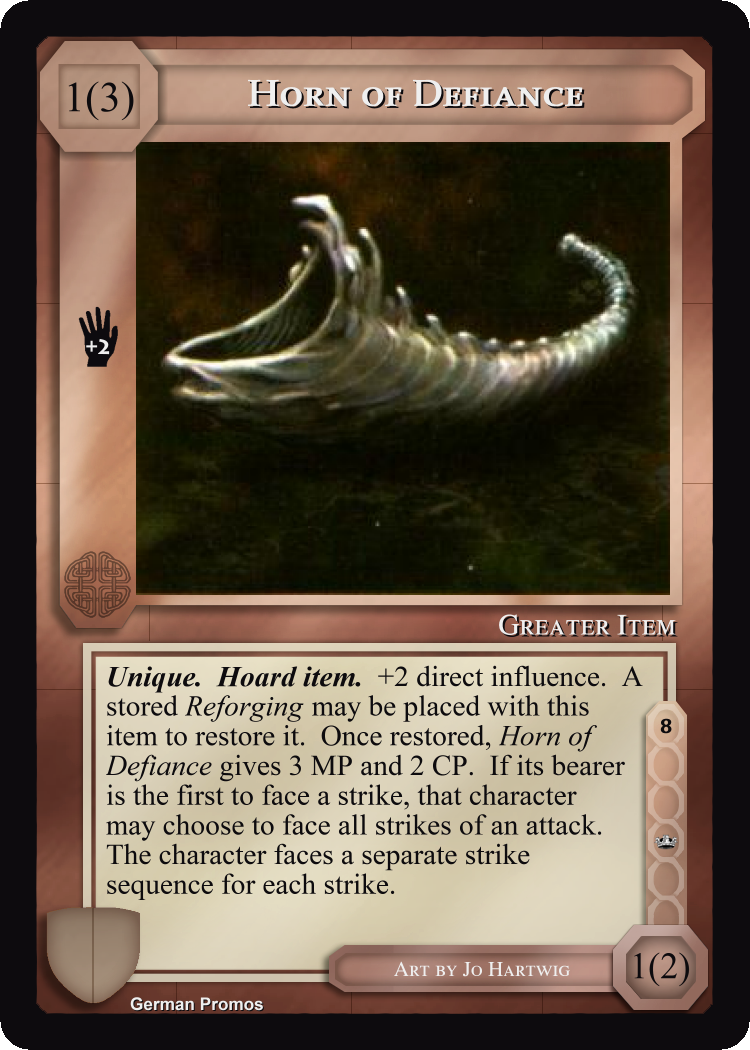 1(3)
Horn of Defiance
+2
Greater Item
Unique. Hoard item. +2 direct influence. A
stored Reforging may be placed with this
item to restore it. Once restored, Horn of
Defiance gives 3 MP and 2 CP. If its bearer
is the first to face a strike, that character
may choose to face all strikes of an attack.
The character faces a separate strike
sequence for each strike.
8
Art by Jo Hartwig
1(2)
German Promos